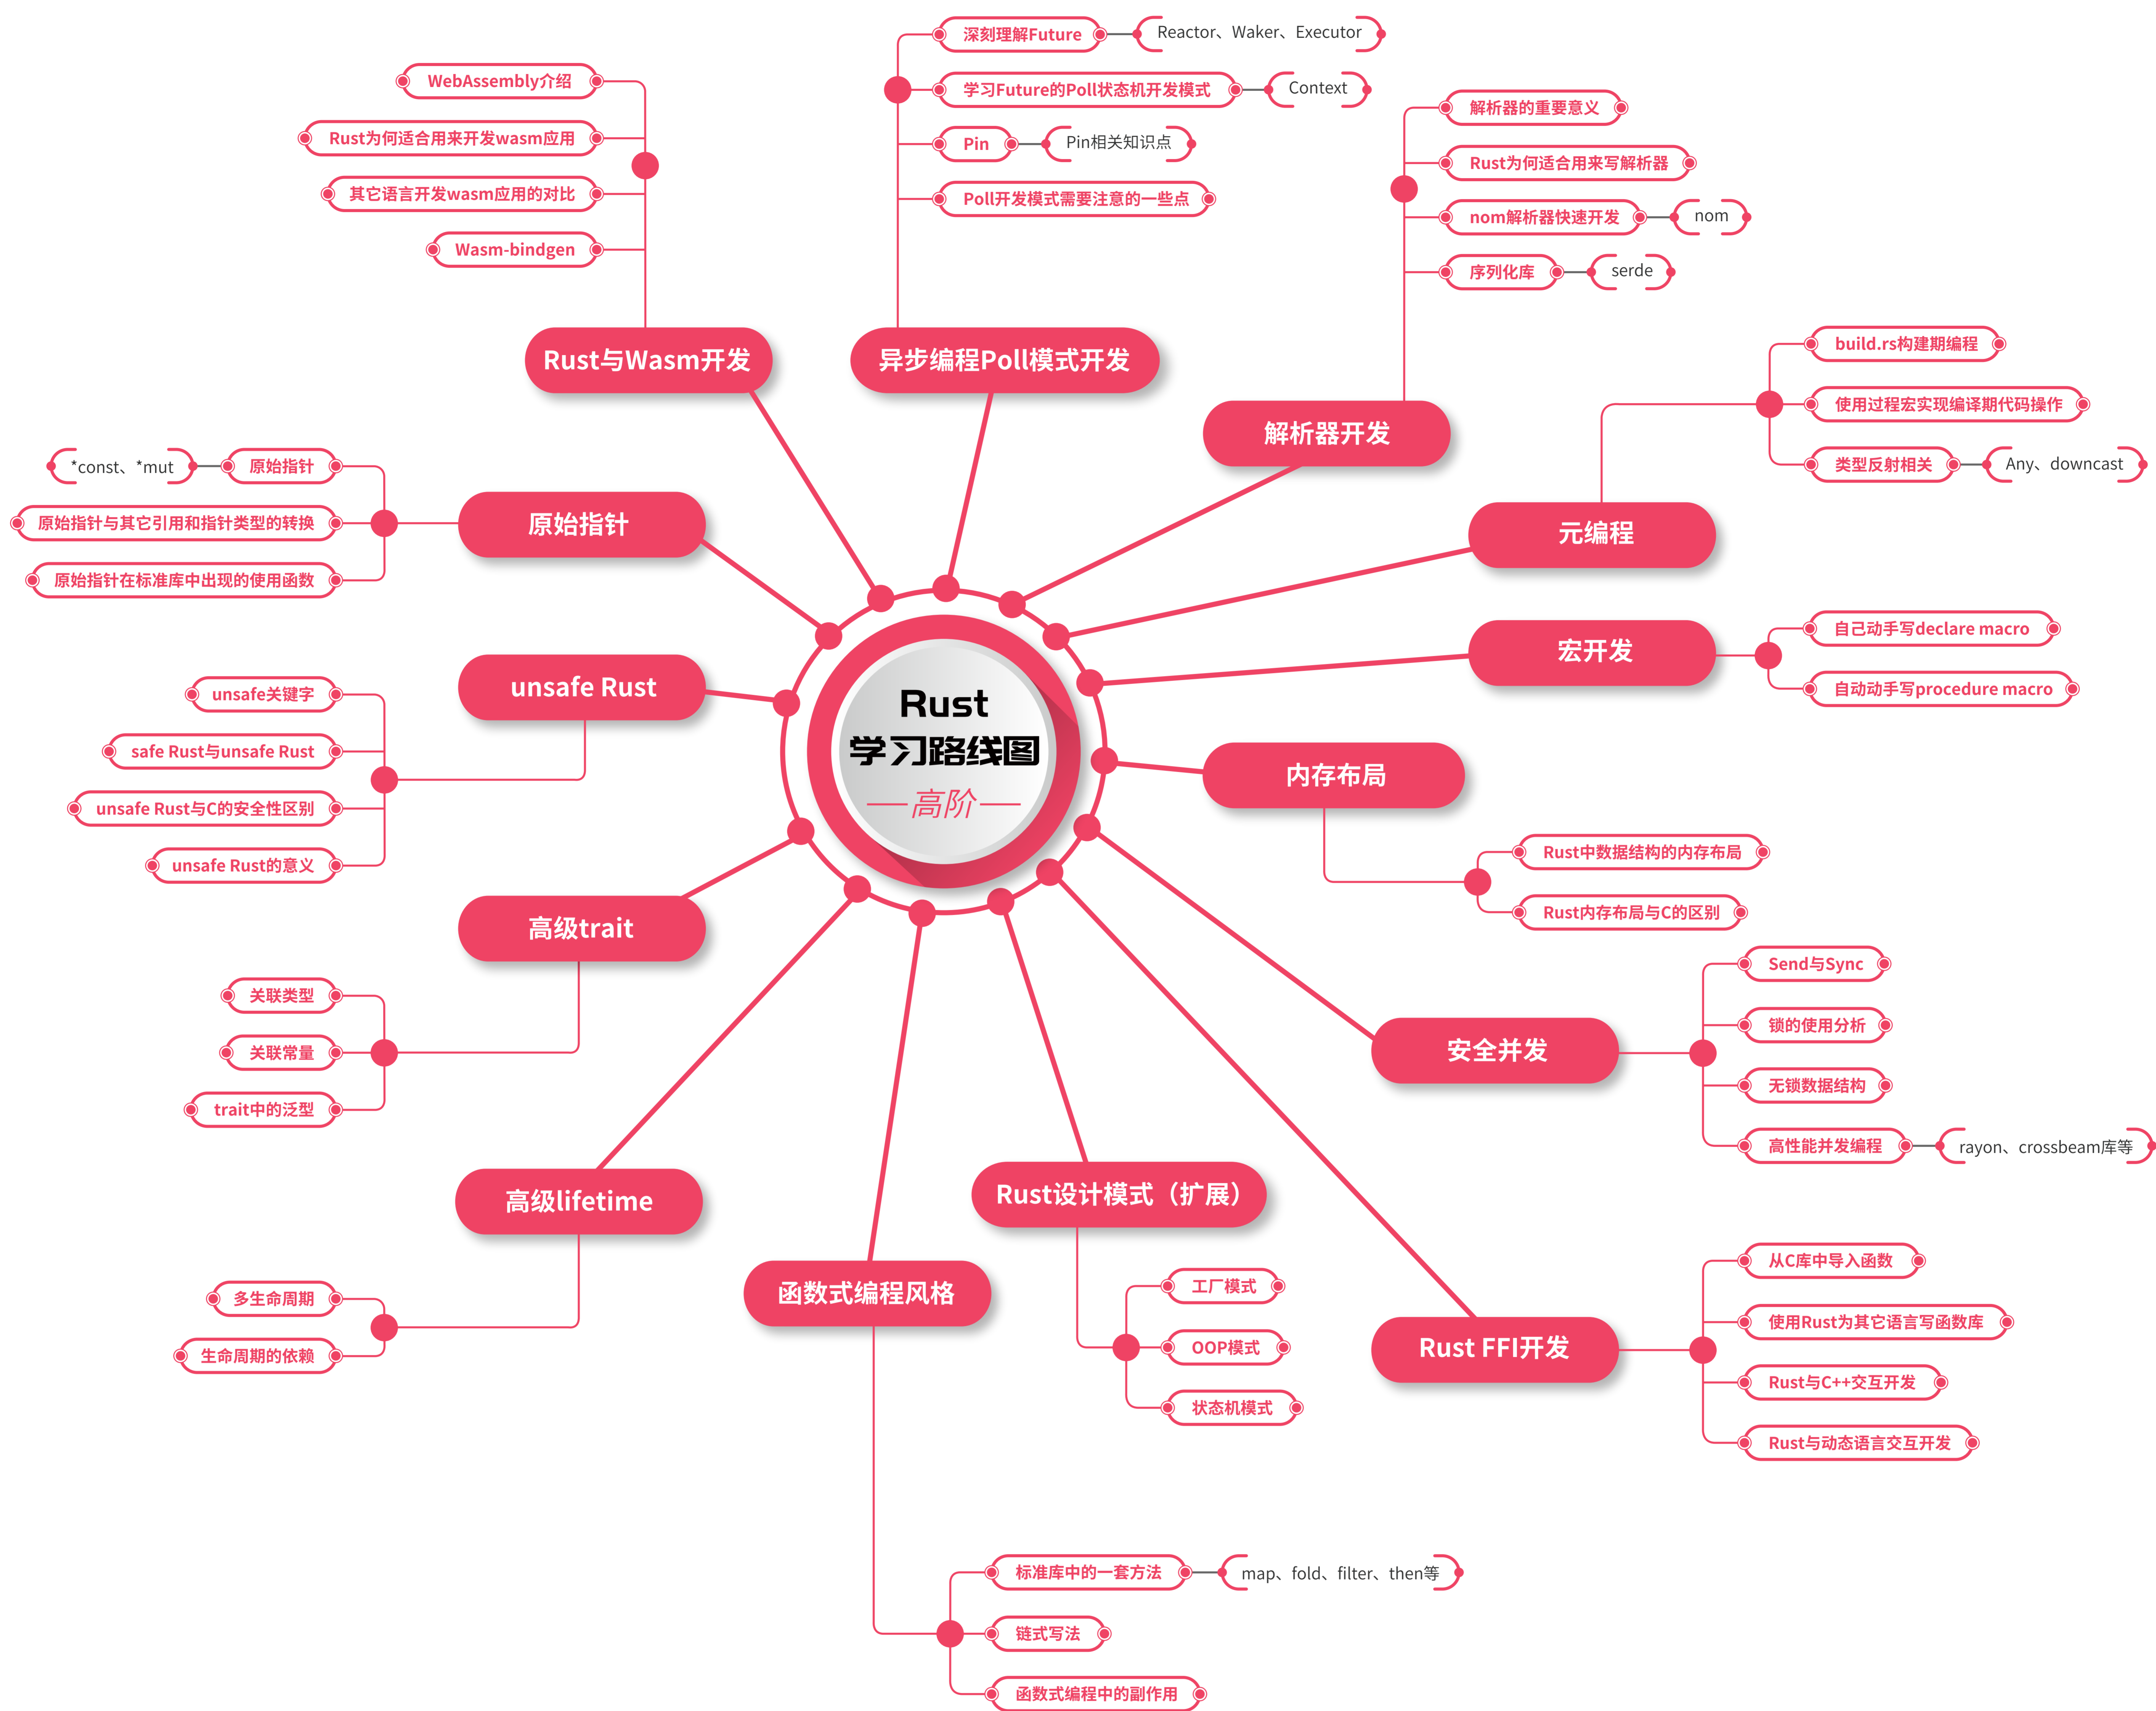 Rust
学习路线图
高阶
Rust与Wasm开发
WebAssembly介绍
Rust为何适合用来开发wasm应用
其它语言开发wasm应用的对比
Wasm-bindgen
异步编程Poll模式开发
深刻理解Future
Reactor、Waker、Executor
学习Future的Poll状态机开发模式
Context
Pin
Pin相关知识点
Poll开发模式需要注意的一些点
解析器开发
解析器的重要意义
Rust为何适合用来写解析器
nom解析器快速开发
nom
序列化库
serde
元编程
build.rs构建期编程
使用过程宏实现编译期代码操作
类型反射相关
Any、downcast
宏开发
自己动手写declare macro
自动动手写procedure macro
内存布局
Rust中数据结构的内存布局
Rust内存布局与C的区别
安全并发
Send与Sync
锁的使用分析
无锁数据结构
高性能并发编程
rayon、crossbeam库等
Rust FFI开发
从C库中导入函数
使用Rust为其它语言写函数库
Rust与C++交互开发
Rust与动态语言交互开发
Rust设计模式（扩展）
工厂模式
OOP模式
状态机模式
函数式编程风格
标准库中的一套方法
map、fold、filter、then等
链式写法
函数式编程中的副作用
高级lifetime
多生命周期
生命周期的依赖
高级trait
关联类型
关联常量
trait中的泛型
unsafe Rust
unsafe关键字
safe Rust与unsafe Rust
unsafe Rust与C的安全性区别
unsafe Rust的意义
原始指针
原始指针
*const、*mut
原始指针与其它引用和指针类型的转换
原始指针在标准库中出现的使用函数